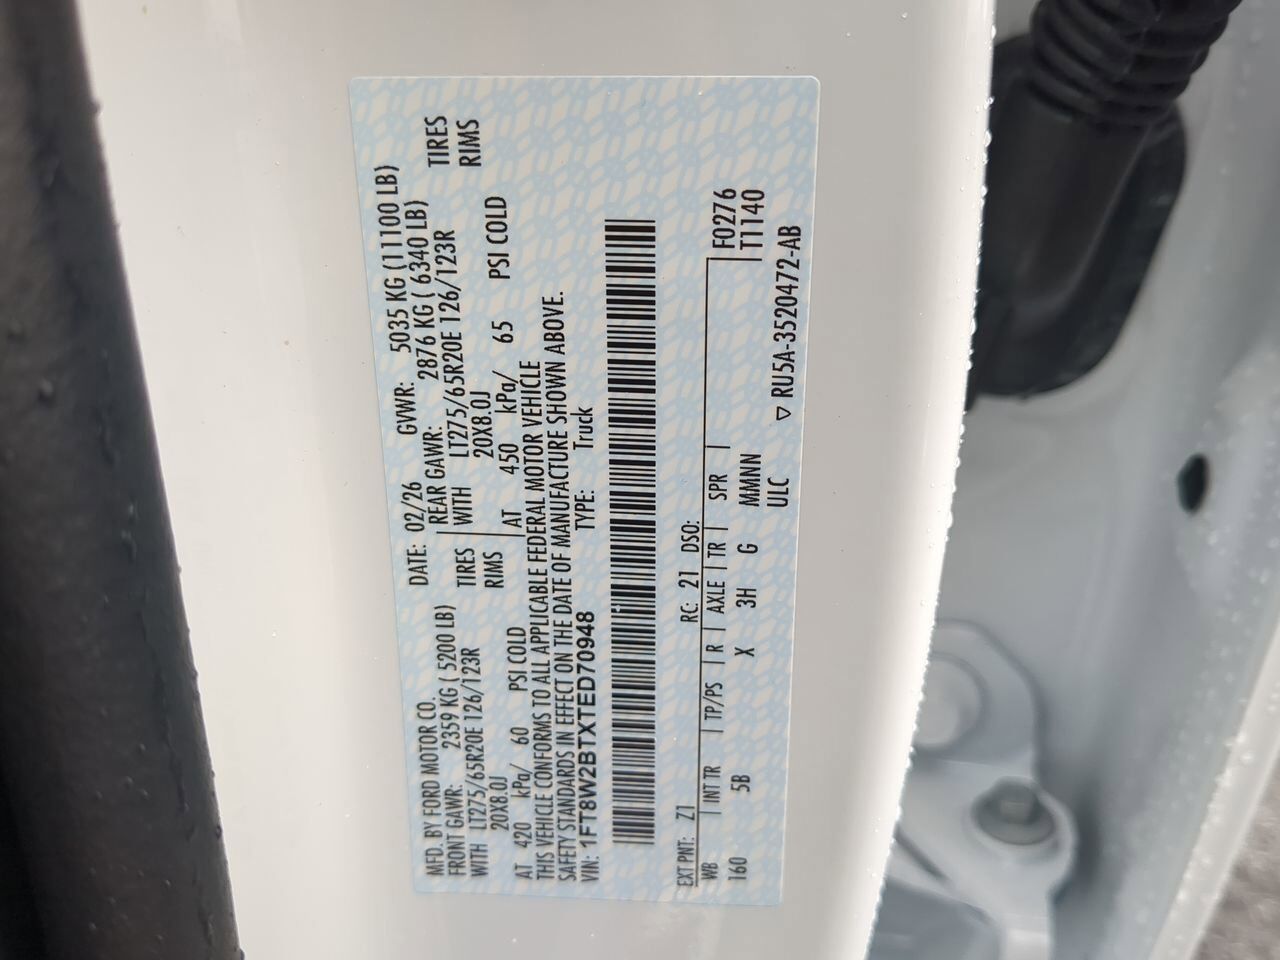 MFD. BY FORD MOTOR CO. DATE: 02/26 GVWR: 5035 KG (11100 LB)
FRONT GAWR: 2359 KG ( 5200 LB) REAR GAWR: 2876 KG ( 6340 LB)
WITH LT275/65R20E 126/123R TIRES WITH LT275/65R20E 126/123R TIRES
20X8.0J RIMS 20X8.0J RIMS
AT 420 kPa/ 60 PSI COLD AT 450 kPa/ 65 PSI COLD
THIS VEHICLE CONFORMS TO ALL APPLICABLE FEDERAL MOTOR VEHICLE
SAFETY STANDARDS IN EFFECT ON THE DATE OF MANUFACTURE SHOWN ABOVE.
VIN: 1FT8W2BTXTED70948 TYPE: Truck
EXT PNT: Z1 RC: 21 DSO:
WB INT TR TP/PS R AXLE TR SPR F0276
160 5B X 3H G MMNN T1140
ULC
▽ RU5A-3520472-AB